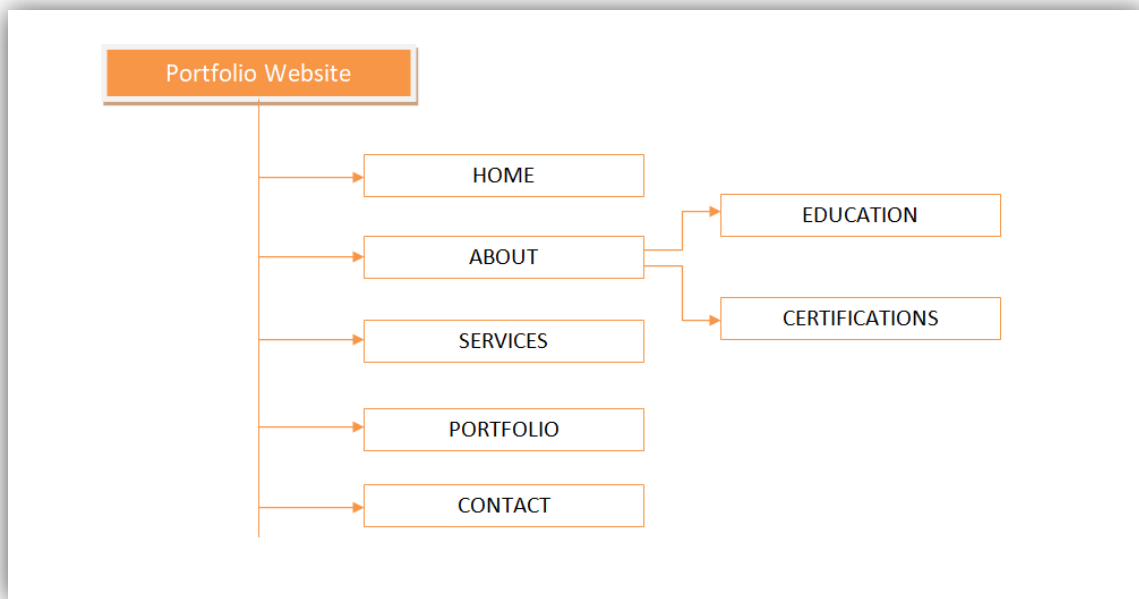 Portfolio Website
HOME
ABOUT
EDUCATION
CERTIFICATIONS
SERVICES
PORTFOLIO
CONTACT